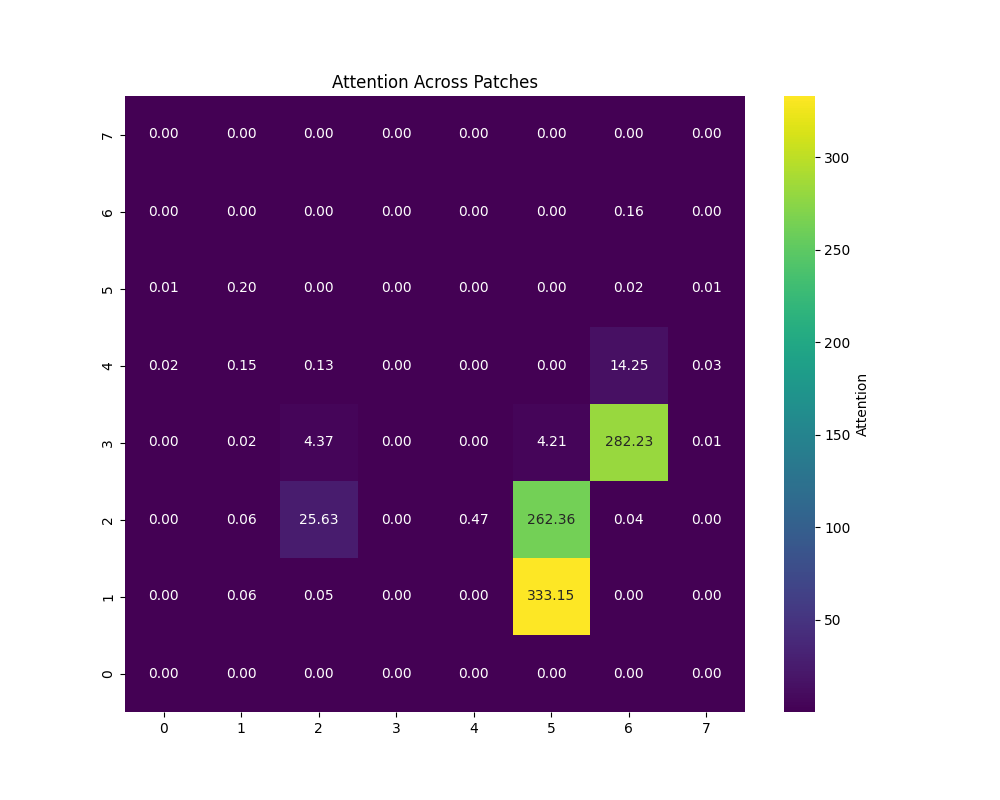 Attention Across Patches
7 0.00 0.00 0.00 0.00 0.00 0.00 0.00 0.00
6 0.00 0.00 0.00 0.00 0.00 0.00 0.16 0.00
5 0.01 0.20 0.00 0.00 0.00 0.00 0.02 0.01
4 0.02 0.15 0.13 0.00 0.00 0.00 14.25 0.03
3 0.00 0.02 4.37 0.00 0.00 4.21 282.23 0.01
2 0.00 0.06 25.63 0.00 0.47 262.36 0.04 0.00
1 0.00 0.06 0.05 0.00 0.00 333.15 0.00 0.00
0 0.00 0.00 0.00 0.00 0.00 0.00 0.00 0.00
0 1 2 3 4 5 6 7
300
250
200
150
100
50
Attention